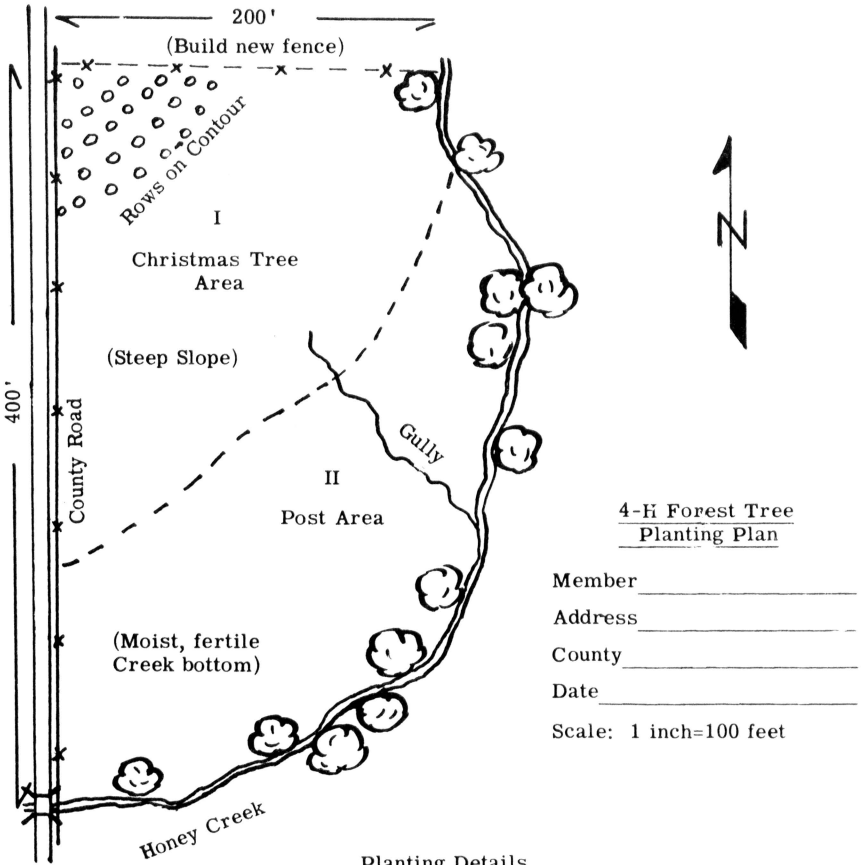 200'
(Build new fence)
Rows on Contour
I
Christmas Tree
Area
(Steep Slope)
400'
County Road
Gully
II
Post Area
(Moist, fertile
Creek bottom)
Honey Creek
N
4-H Forest Tree
Planting Plan
Member
Address
County
Date
Scale: 1 inch=100 feet
Planting Details